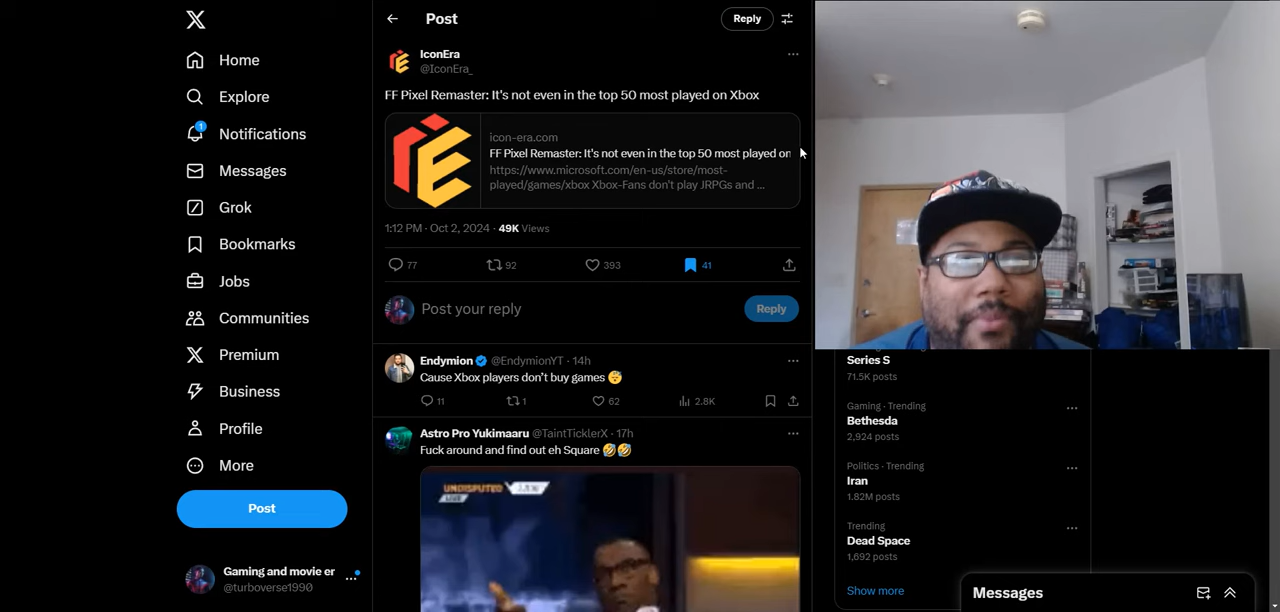 Home
Explore
1
Notifications
Messages
Grok
Bookmarks
Jobs
Communities
Premium
Business
Profile
More
Post
Gaming and movie er
@turboverse1990
Post
Reply
IconEra
@IconEra_
FF Pixel Remaster: It's not even in the top 50 most played on Xbox
icon-era.com
FF Pixel Remaster: It's not even in the top 50 most played on
https://www.microsoft.com/en-us/store/most-
played/games/xbox Xbox-Fans don't play JRPGs and ...
1:12 PM · Oct 2, 2024 · 49K Views
77 92 393 41
Post your reply
Reply
Endymion @EndymionYT · 14h
Cause Xbox players don't buy games 😴
11 1 62 2.8K
Astro Pro Yukimaaru @TaintTicklerX · 17h
Fuck around and find out eh Square 🤣🤣
UNDISPUTED
LIVE
Series S
71.5K posts
Gaming · Trending
Bethesda
2,924 posts
Politics · Trending
Iran
1.82M posts
Trending
Dead Space
1,692 posts
Show more
Messages